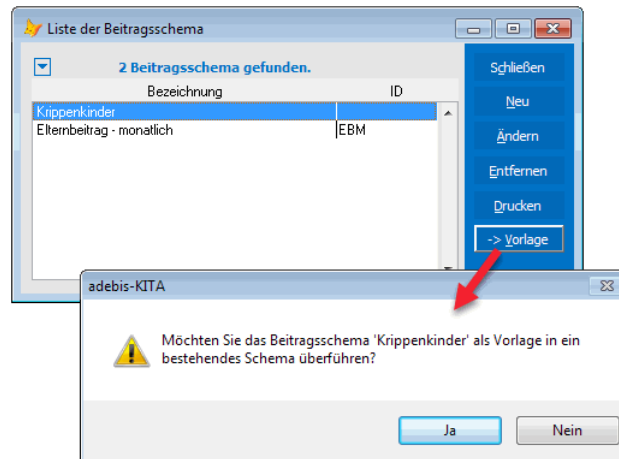 Liste der Beitragsschema
2 Beitragsschema gefunden.
Bezeichnung ID
Krippenkinder
Elternbeitrag - monatlich EBM
Schließen
Neu
Ändern
Entfernen
Drucken
-> Vorlage
adebis-KITA
Möchten Sie das Beitragsschema 'Krippenkinder' als Vorlage in ein
bestehendes Schema überführen?
Ja Nein